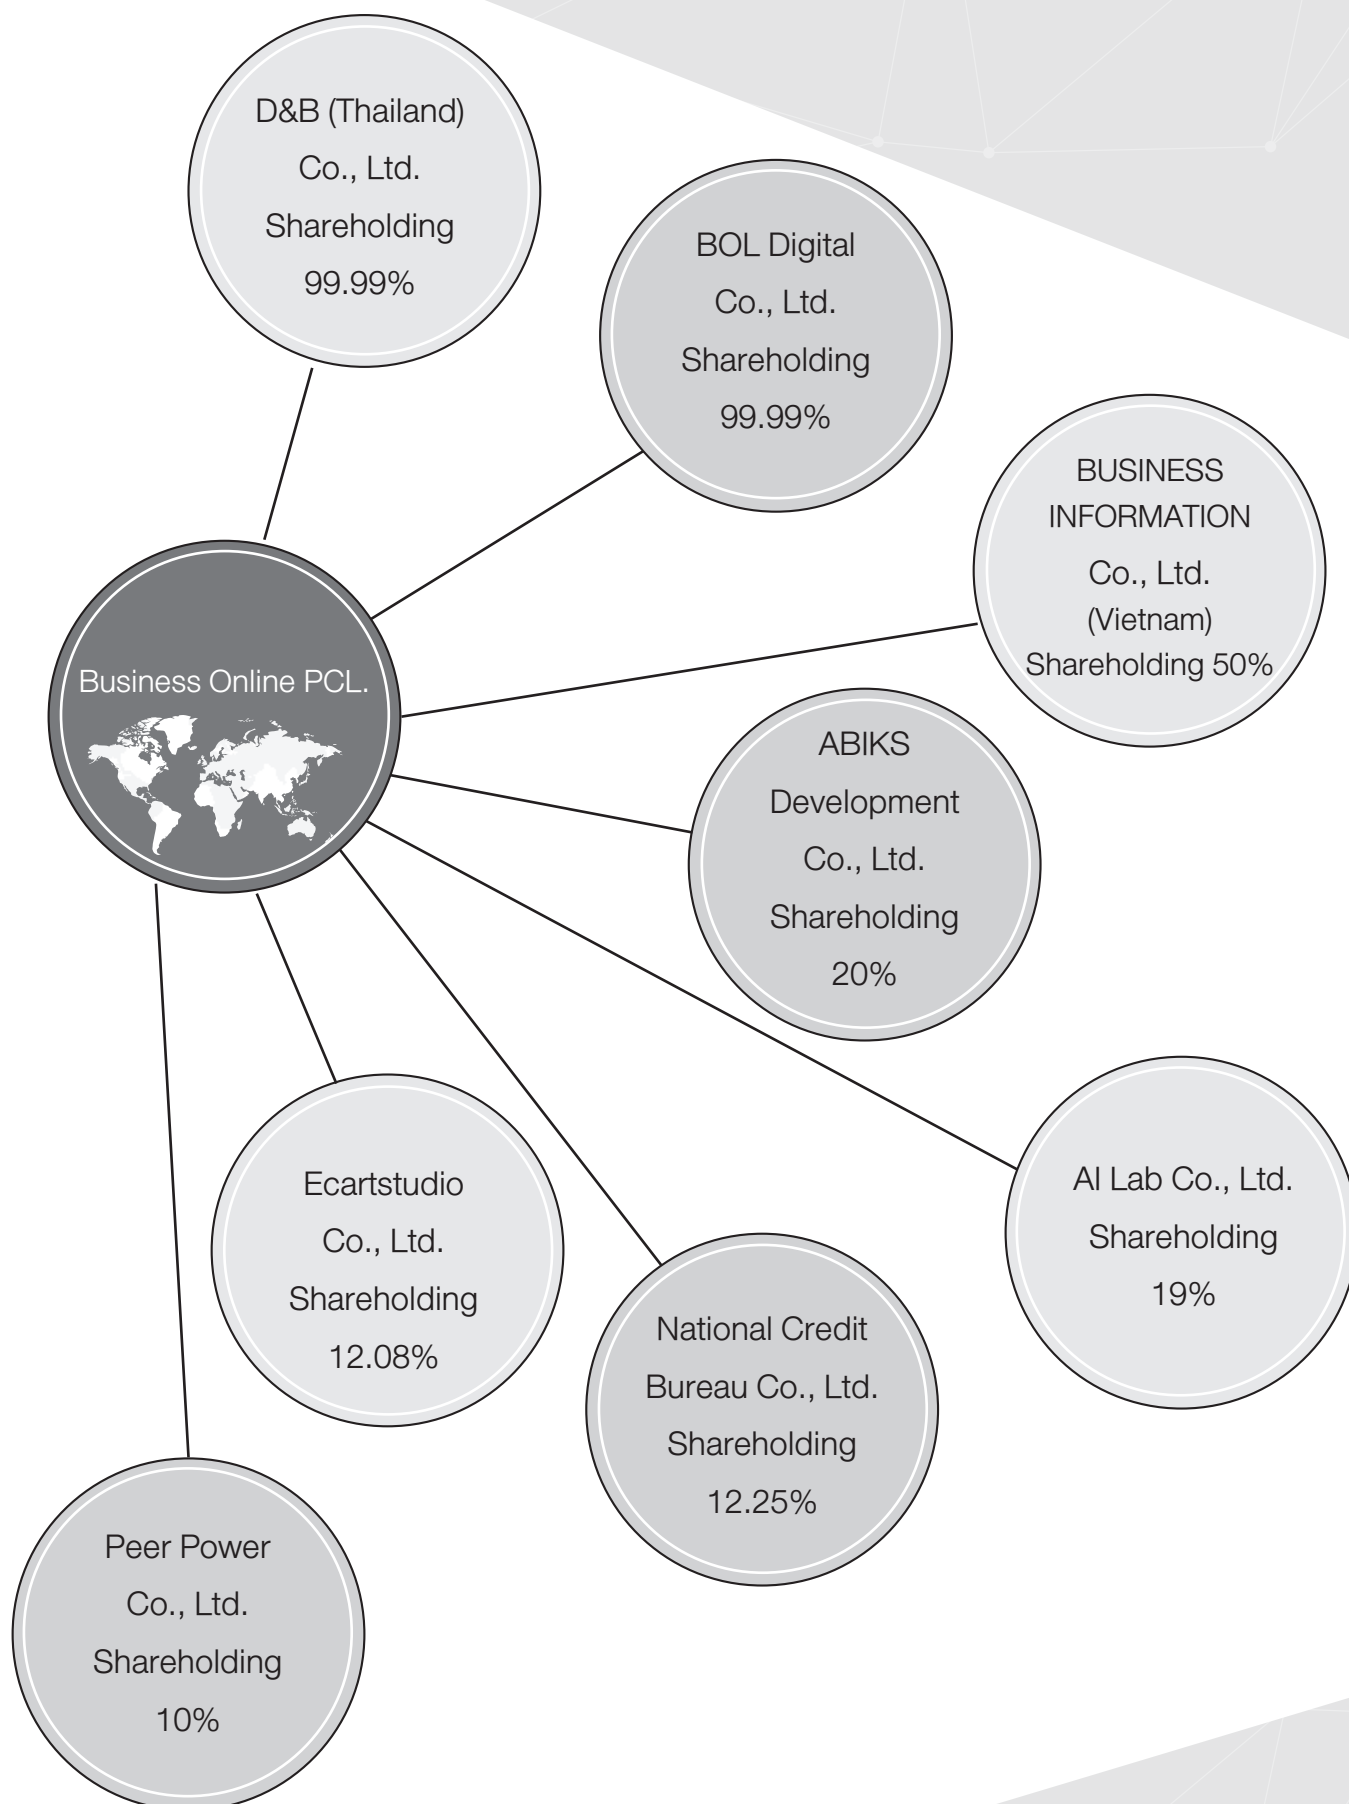 D&B (Thailand)
Co., Ltd.
Shareholding
99.99%
BOL Digital
Co., Ltd.
Shareholding
99.99%
BUSINESS
INFORMATION
Co., Ltd.
(Vietnam)
Shareholding 50%
Business Online PCL.
ABIKS
Development
Co., Ltd.
Shareholding
20%
AI Lab Co., Ltd.
Shareholding
19%
Ecartstudio
Co., Ltd.
Shareholding
12.08%
National Credit
Bureau Co., Ltd.
Shareholding
12.25%
Peer Power
Co., Ltd.
Shareholding
10%